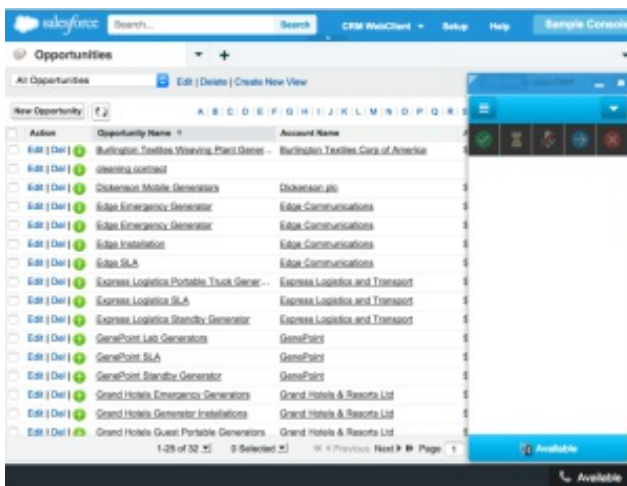 salesforce Search... Search CRM WebClient Setup Help Sample Console
Opportunities +
All Opportunities Edit | Delete | Create New View
New Opportunity A B C D E F G H I J K L M N O P Q R S
Action Opportunity Name Account Name
Edit | Del | Burlington Textiles Weaving Plant Gener... Burlington Textiles Corp of America
Edit | Del | cleaning contract
Edit | Del | Dickenson Mobile Generators Dickenson plc $
Edit | Del | Edge Emergency Generator Edge Communications $
Edit | Del | Edge Emergency Generator Edge Communications $
Edit | Del | Edge Installation Edge Communications $
Edit | Del | Edge SLA Edge Communications $
Edit | Del | Express Logistics Portable Truck Gener... Express Logistics and Transport $
Edit | Del | Express Logistics SLA Express Logistics and Transport $
Edit | Del | Express Logistics Standby Generator Express Logistics and Transport $
Edit | Del | GenePoint Lab Generators GenePoint $
Edit | Del | GenePoint SLA GenePoint $
Edit | Del | GenePoint Standby Generator GenePoint $
Edit | Del | Grand Hotels Emergency Generators Grand Hotels & Resorts Ltd $
Edit | Del | Grand Hotels Generator Installations Grand Hotels & Resorts Ltd $
Edit | Del | Grand Hotels Guest Portable Generators Grand Hotels & Resorts Ltd $
1-25 of 32 0 Selected Previous Next Page 1
Available
Available